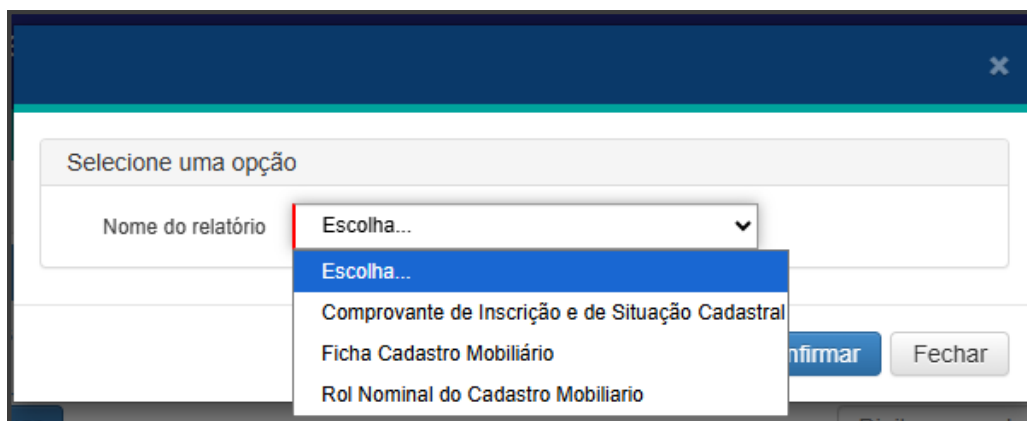 ×
Selecione uma opção
Nome do relatório
Escolha...
Escolha...
Comprovante de Inscrição e de Situação Cadastral
Ficha Cadastro Mobiliário
nfirmar
Fechar
Rol Nominal do Cadastro Mobiliario